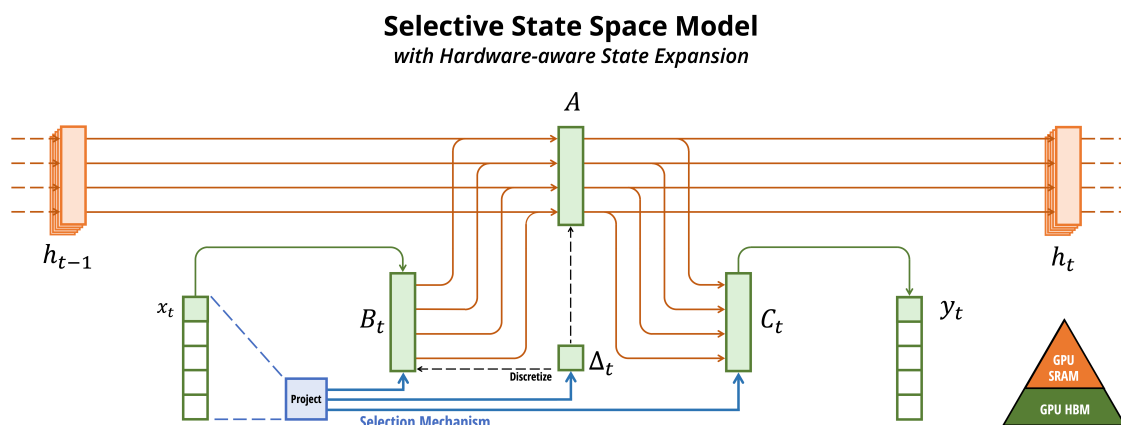 Selective State Space Model
with Hardware-aware State Expansion
A
h_{t-1}
h_t
x_t
B_t
C_t
y_t
Δ_t
Discretize
Project
Selection Mechanism
GPU
SRAM
GPU HBM